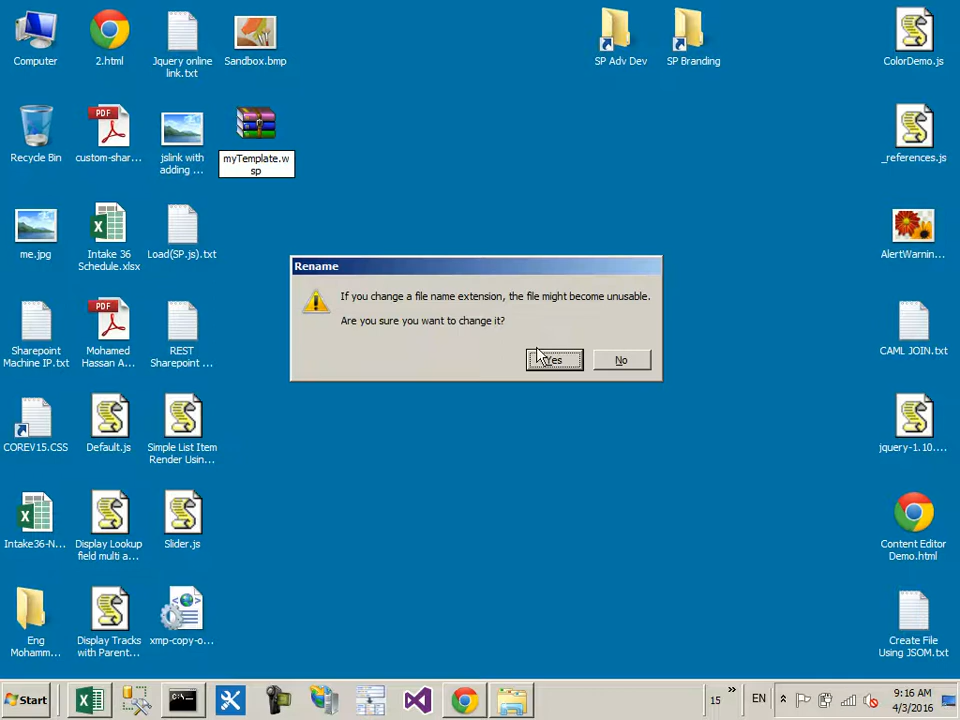 Computer
2.html
Jquery online
link.txt
Sandbox.bmp
SP Adv Dev
SP Branding
ColorDemo.js
Recycle Bin
PDF
custom-shar...
jslink with
adding ...
myTemplate.w
sp
_references.js
me.jpg
Intake 36
Schedule.xlsx
Load(SP.js).txt
AlertWarnin...
Rename
If you change a file name extension, the file might become unusable.
Are you sure you want to change it?
Yes
No
Sharepoint
Machine IP.txt
PDF
Mohamed
Hassan A...
REST
Sharepoint ...
CAML JOIN.txt
COREV15.CSS
Default.js
Simple List Item
Render Usin...
jquery-1.10....
Intake36-N...
Display Lookup
field multi a...
Slider.js
Content Editor
Demo.html
Eng
Mohamm...
Display Tracks
with Parent...
xmp-copy-o...
Create File
Using JSOM.txt
Start
15
EN
9:16 AM
4/3/2016